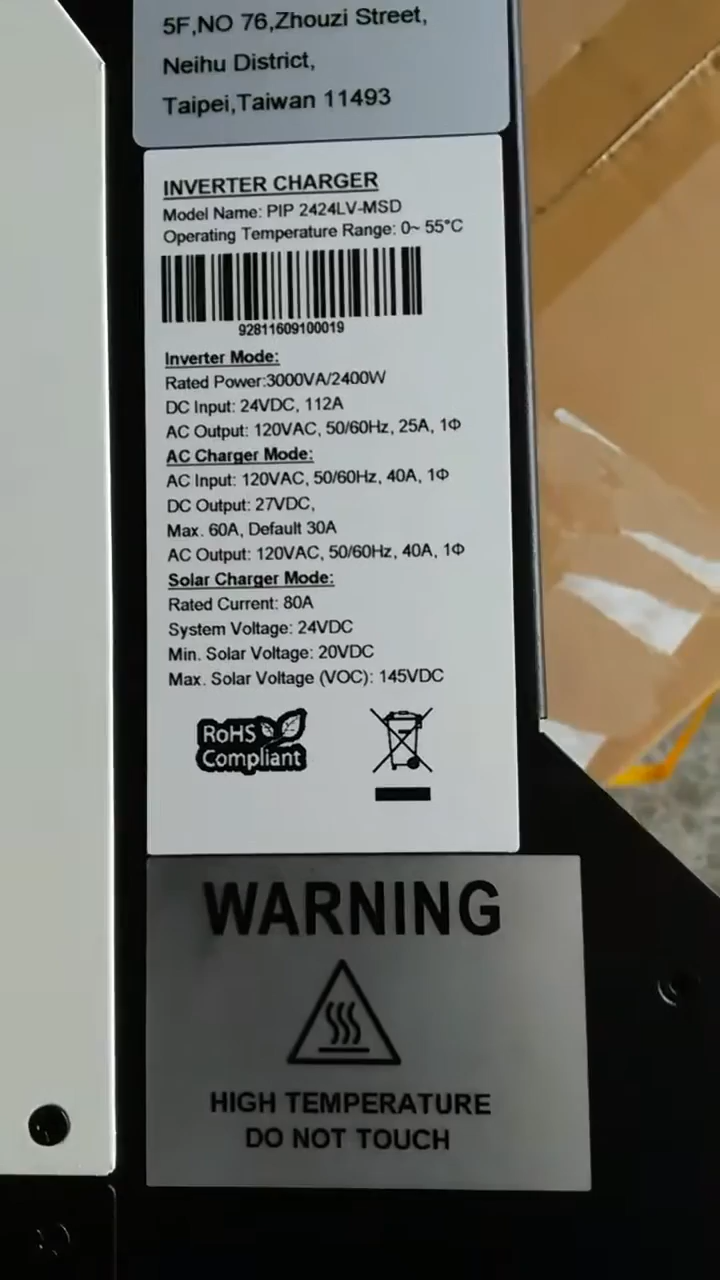 5F,NO 76,Zhouzi Street,
Neihu District,
Taipei,Taiwan 11493
INVERTER CHARGER
Model Name: PIP 2424LV-MSD
Operating Temperature Range: 0~ 55°C
92811609100019
Inverter Mode:
Rated Power:3000VA/2400W
DC Input: 24VDC, 112A
AC Output: 120VAC, 50/60Hz, 25A, 1Φ
AC Charger Mode:
AC Input: 120VAC, 50/60Hz, 40A, 1Φ
DC Output: 27VDC,
Max. 60A, Default 30A
AC Output: 120VAC, 50/60Hz, 40A, 1Φ
Solar Charger Mode:
Rated Current: 80A
System Voltage: 24VDC
Min. Solar Voltage: 20VDC
Max. Solar Voltage (VOC): 145VDC
RoHS
Compliant
WARNING
HIGH TEMPERATURE
DO NOT TOUCH